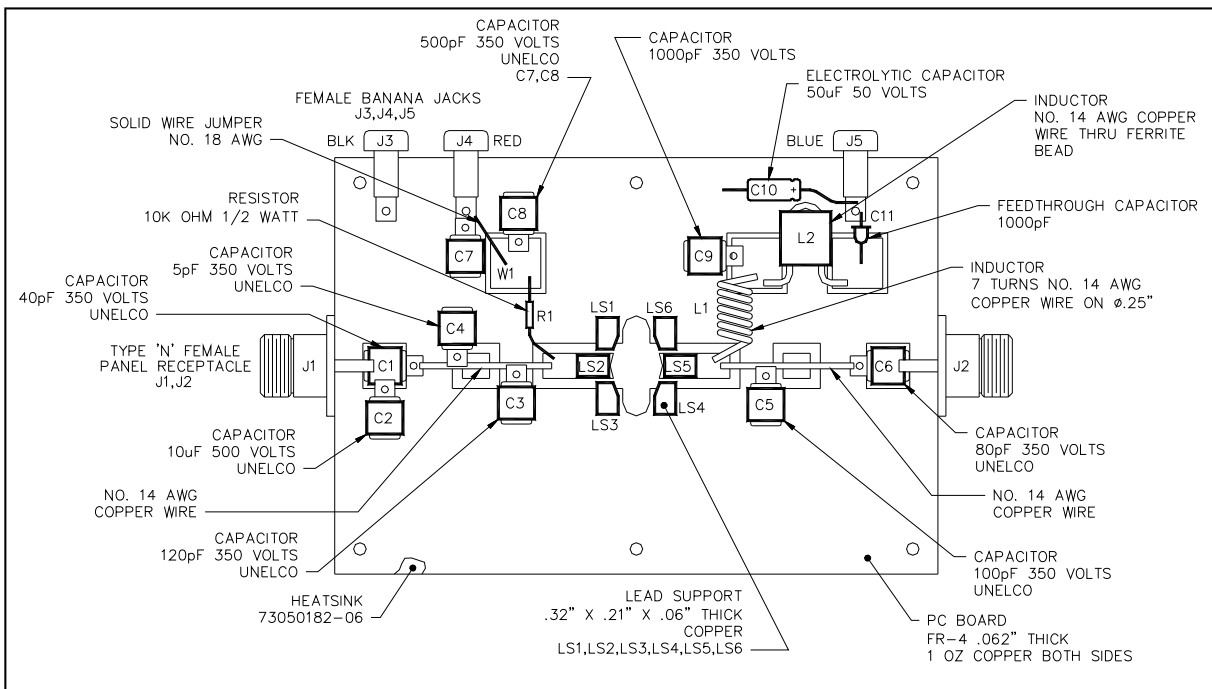 CAPACITOR
500pF 350 VOLTS
UNELCO
C7,C8
CAPACITOR
1000pF 350 VOLTS
ELECTROLYTIC CAPACITOR
50uF 50 VOLTS
INDUCTOR
NO. 14 AWG COPPER
WIRE THRU FERRITE
BEAD
FEMALE BANANA JACKS
J3,J4,J5
SOLID WIRE JUMPER
NO. 18 AWG
BLK
J3
J4
RED
BLUE
J5
RESISTOR
10K OHM 1/2 WATT
C10
+
C11
FEEDTHROUGH CAPACITOR
1000pF
C8
C7
W1
C9
L2
CAPACITOR
5pF 350 VOLTS
UNELCO
CAPACITOR
40pF 350 VOLTS
UNELCO
INDUCTOR
7 TURNS NO. 14 AWG
COPPER WIRE ON ø.25"
L1
R1
LS1
LS6
C4
TYPE 'N' FEMALE
PANEL RECEPTACLE
J1,J2
J1
C1
LS2
LS5
C6
J2
C2
C3
LS3
LS4
C5
CAPACITOR
10uF 500 VOLTS
UNELCO
CAPACITOR
80pF 350 VOLTS
UNELCO
NO. 14 AWG
COPPER WIRE
NO. 14 AWG
COPPER WIRE
CAPACITOR
120pF 350 VOLTS
UNELCO
CAPACITOR
100pF 350 VOLTS
UNELCO
HEATSINK
73050182-06
LEAD SUPPORT
.32" X .21" X .06" THICK
COPPER
LS1,LS2,LS3,LS4,LS5,LS6
PC BOARD
FR-4 .062" THICK
1 OZ COPPER BOTH SIDES